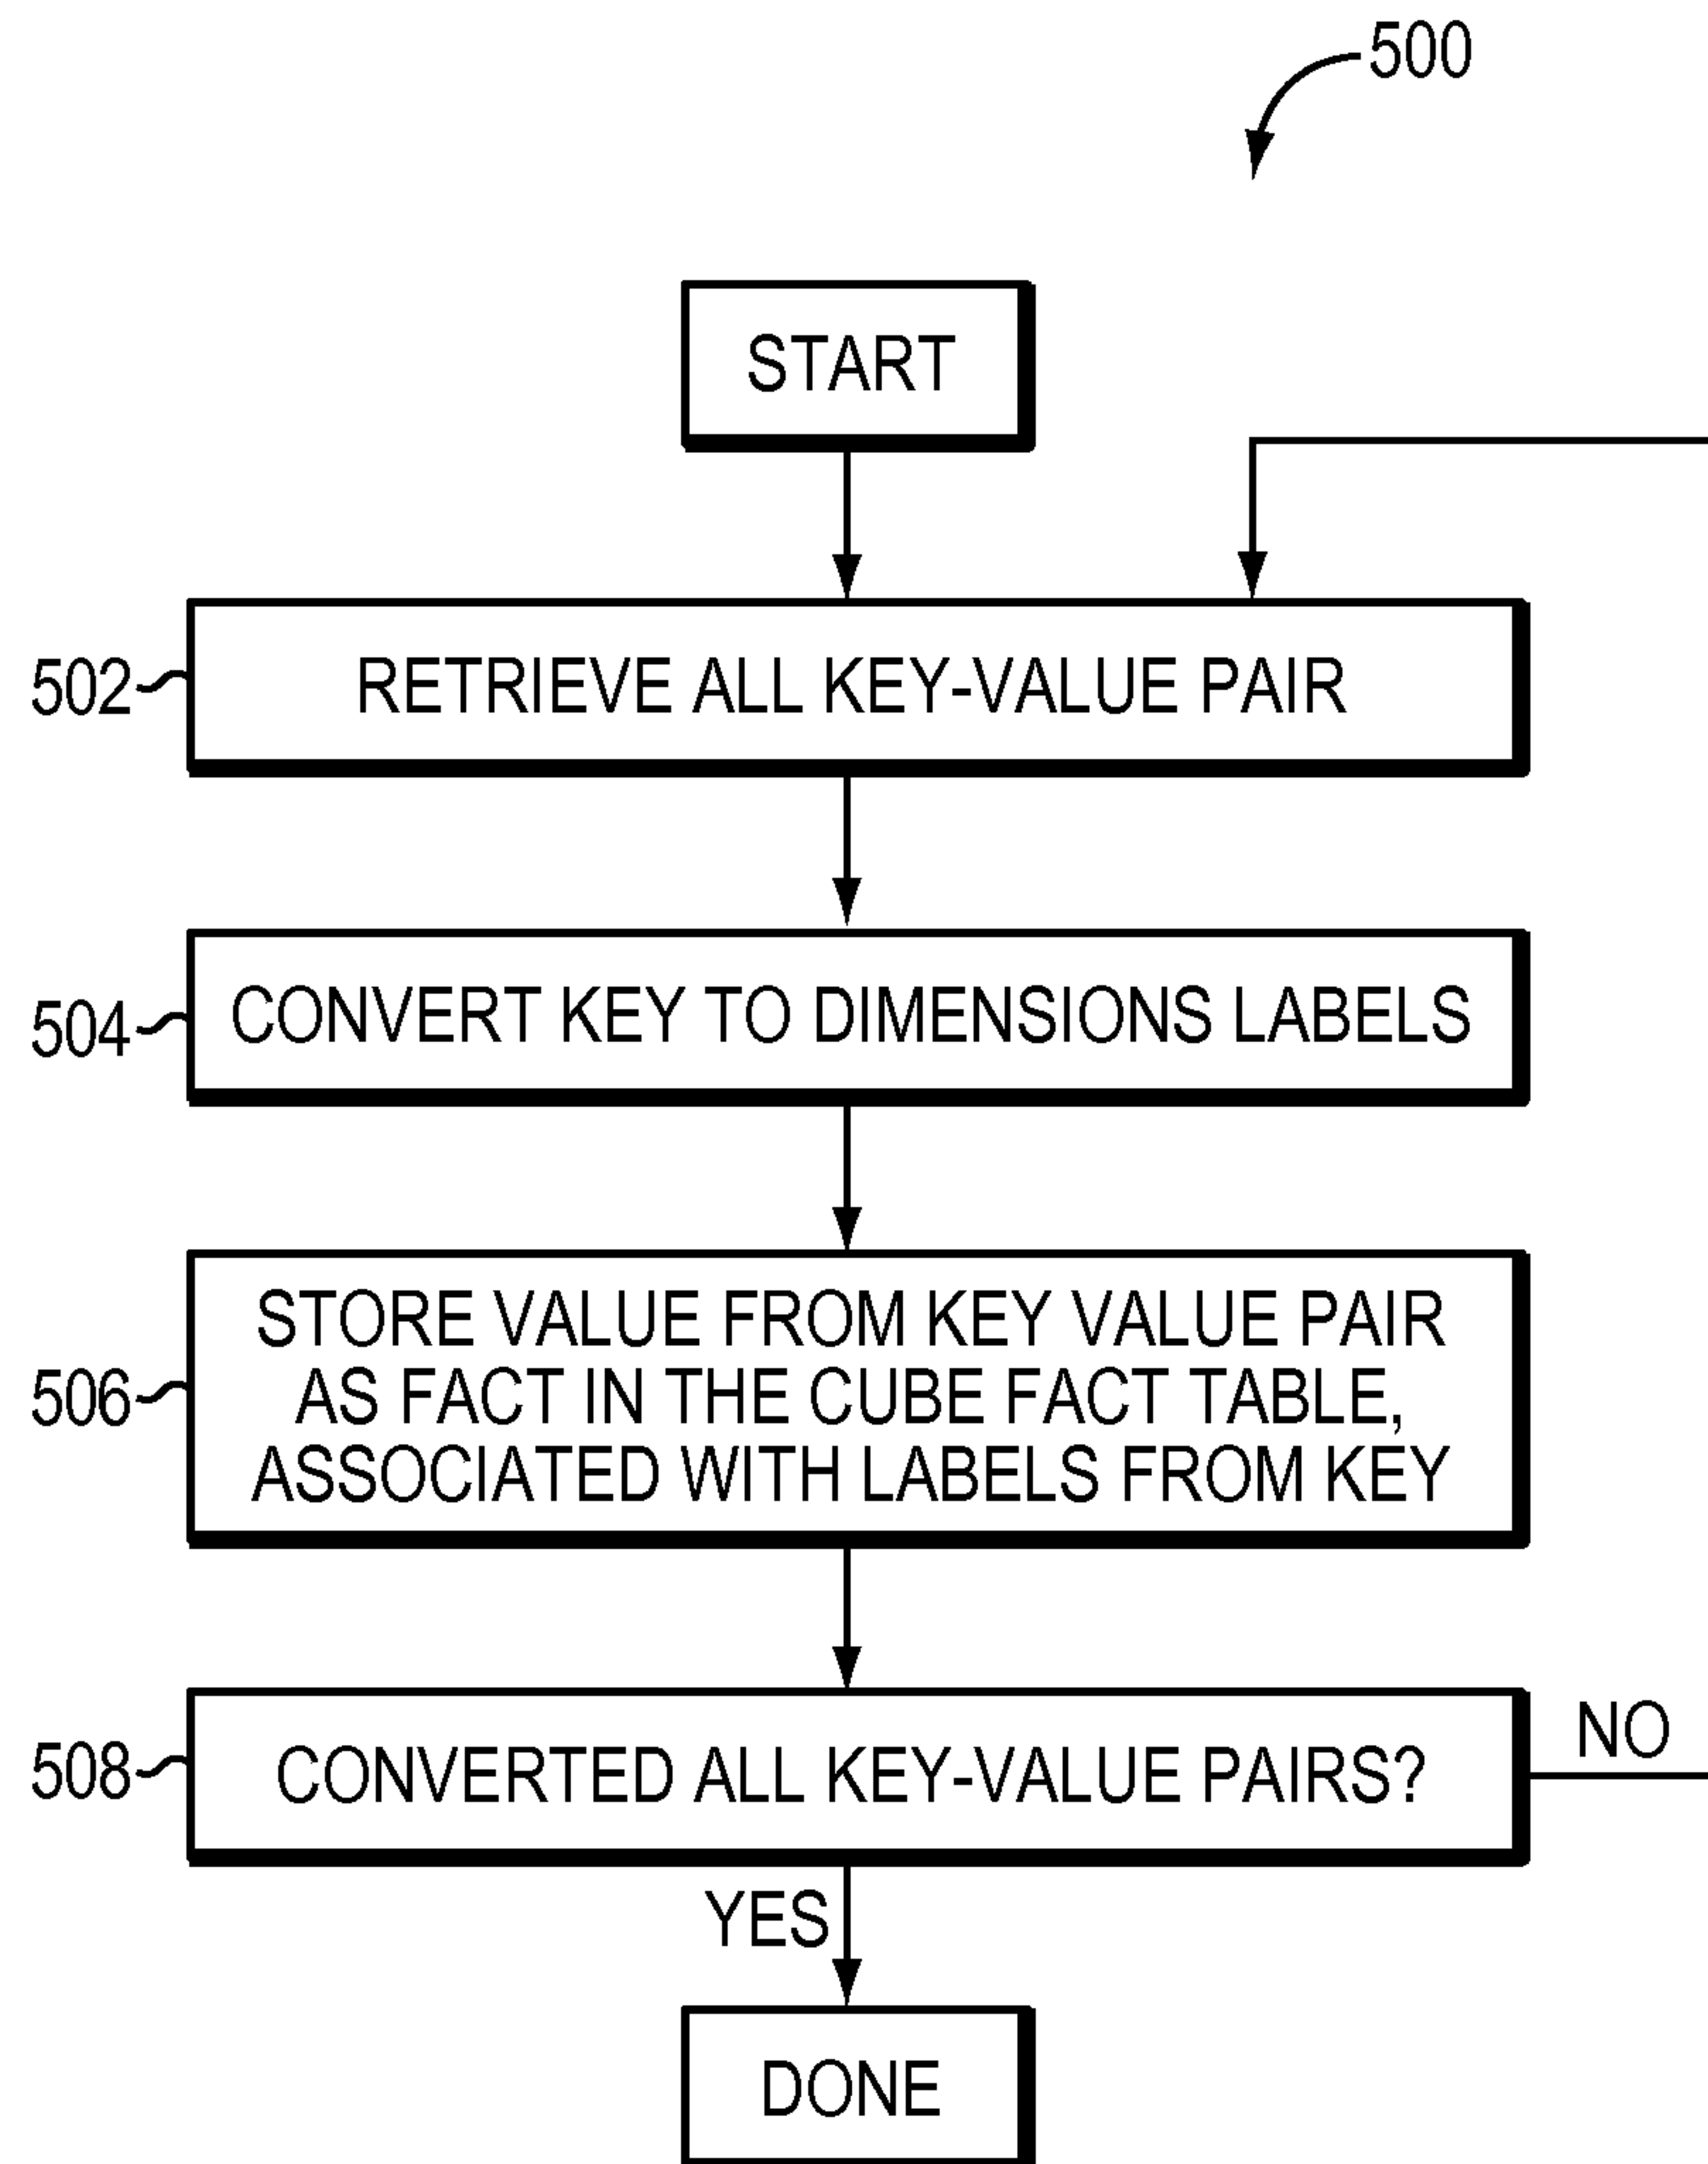 500
START
502
RETRIEVE ALL KEY-VALUE PAIR
504
CONVERT KEY TO DIMENSIONS LABELS
506
STORE VALUE FROM KEY VALUE PAIR
AS FACT IN THE CUBE FACT TABLE,
ASSOCIATED WITH LABELS FROM KEY
508
CONVERTED ALL KEY-VALUE PAIRS?
NO
YES
DONE